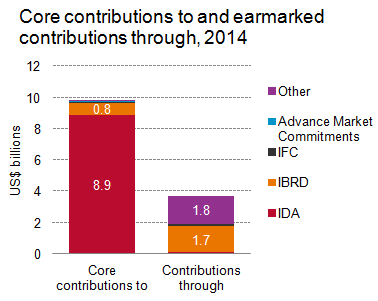 Core contributions to and earmarked
contributions through, 2014
12
10
8
6
4
2
0
US$ billions
0.8
8.9
1.8
1.7
Core
contributions to
Contributions
through
Other
Advance Market
Commitments
IFC
IBRD
IDA